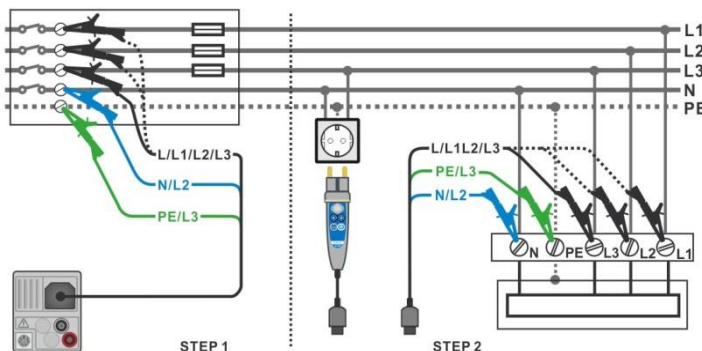 L1
L2
L3
N
PE
L/L1/L2/L3
N/L2
PE/L3
L/L1L2/L3
PE/L3
N/L2
N PE L3 L2 L1
STEP 1 STEP 2